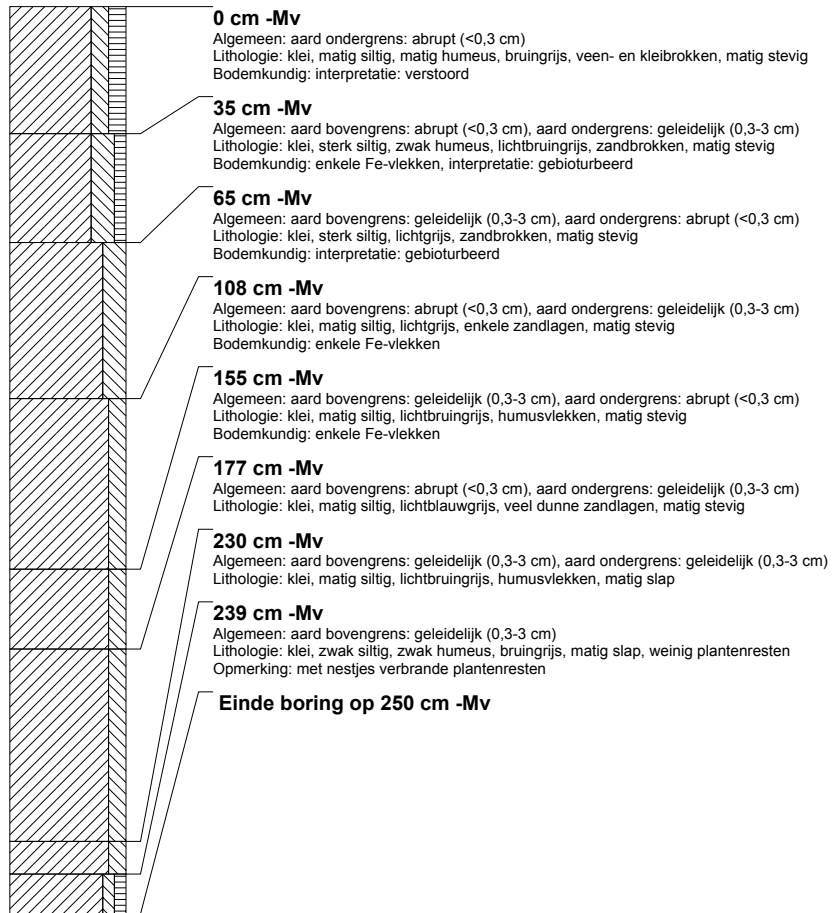 0 cm -Mv
Algemeen: aard ondergrens: abrupt (<0,3 cm)
Lithologie: klei, matig siltig, matig humeus, bruingrijs, veen- en kleibrokken, matig stevig
Bodemkundig: interpretatie: verstoord
35 cm -Mv
Algemeen: aard bovengrens: abrupt (<0,3 cm), aard ondergrens: geleidelijk (0,3-3 cm)
Lithologie: klei, sterk siltig, zwak humeus, lichtbruingrijs, zandbrokken, matig stevig
Bodemkundig: enkele Fe-vlekken, interpretatie: gebioturbeerd
65 cm -Mv
Algemeen: aard bovengrens: geleidelijk (0,3-3 cm), aard ondergrens: abrupt (<0,3 cm)
Lithologie: klei, sterk siltig, lichtgrijs, zandbrokken, matig stevig
Bodemkundig: interpretatie: gebioturbeerd
108 cm -Mv
Algemeen: aard bovengrens: abrupt (<0,3 cm), aard ondergrens: geleidelijk (0,3-3 cm)
Lithologie: klei, matig siltig, lichtgrijs, enkele zandlagen, matig stevig
Bodemkundig: enkele Fe-vlekken
155 cm -Mv
Algemeen: aard bovengrens: geleidelijk (0,3-3 cm), aard ondergrens: abrupt (<0,3 cm)
Lithologie: klei, matig siltig, lichtbruingrijs, humusvlekken, matig stevig
Bodemkundig: enkele Fe-vlekken
177 cm -Mv
Algemeen: aard bovengrens: abrupt (<0,3 cm), aard ondergrens: geleidelijk (0,3-3 cm)
Lithologie: klei, matig siltig, lichtblauwgrijs, veel dunne zandlagen, matig stevig
230 cm -Mv
Algemeen: aard bovengrens: geleidelijk (0,3-3 cm), aard ondergrens: geleidelijk (0,3-3 cm)
Lithologie: klei, matig siltig, lichtbruingrijs, humusvlekken, matig slap
239 cm -Mv
Algemeen: aard bovengrens: geleidelijk (0,3-3 cm)
Lithologie: klei, zwak siltig, zwak humeus, bruingrijs, matig slap, weinig plantenresten
Opmerking: met nestjes verbrande plantenresten
Einde boring op 250 cm -Mv